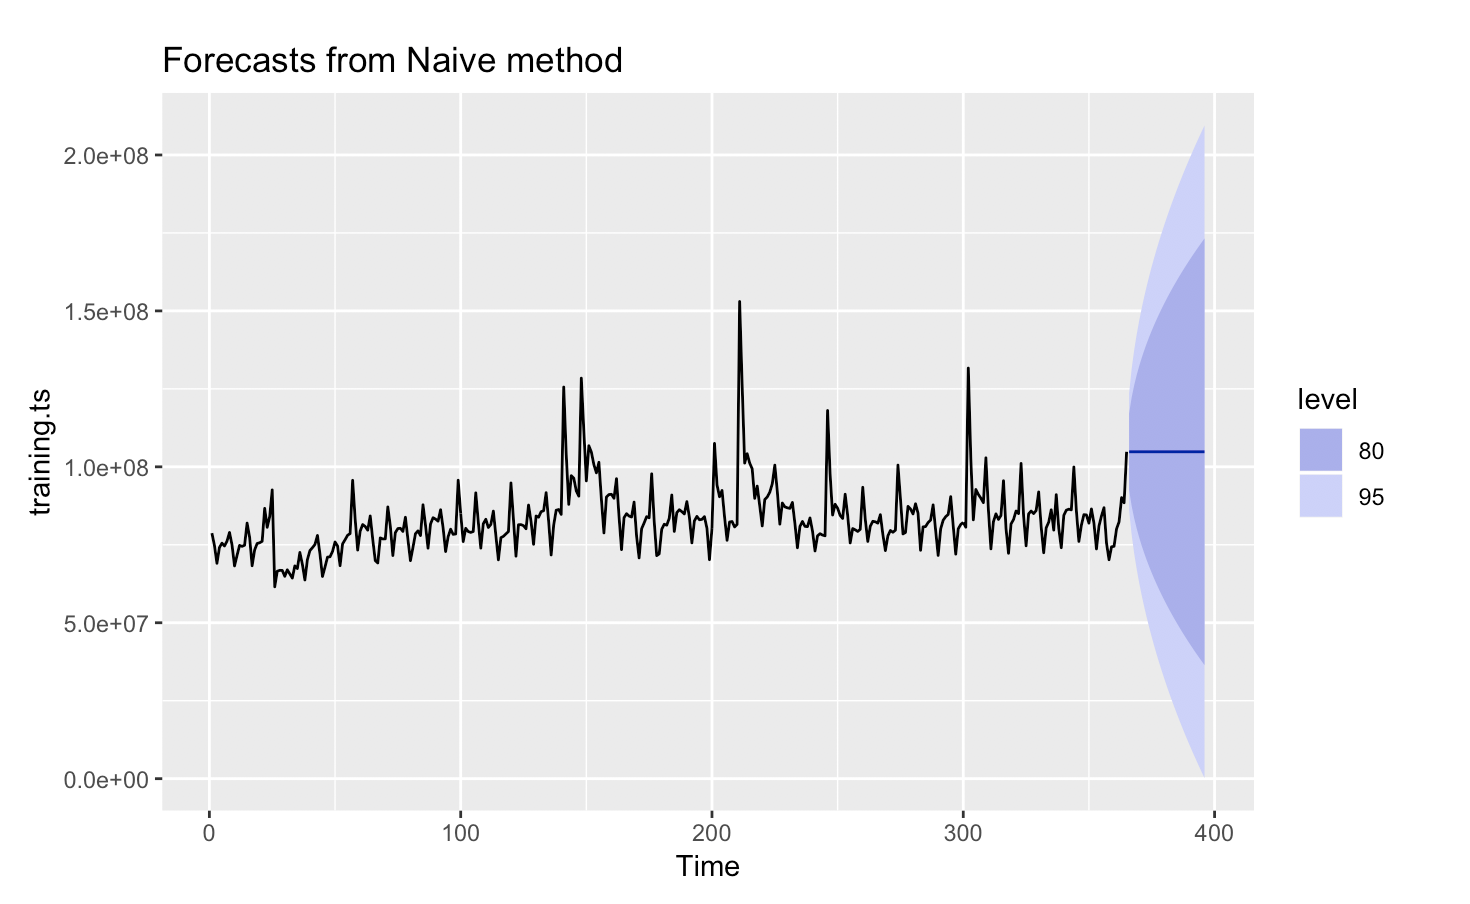 Forecasts from Naive method
2.0e+08
1.5e+08
1.0e+08
5.0e+07
0.0e+00
training.ts
0 100 200 300 400
Time
level
80
95